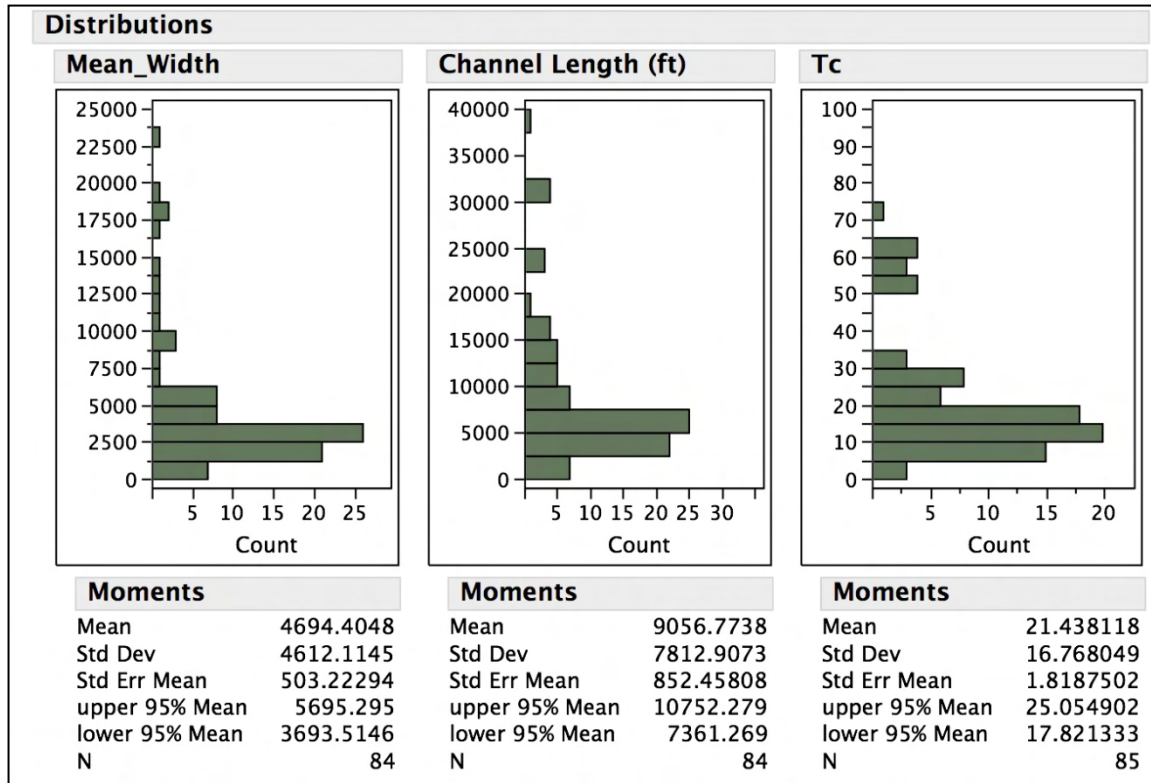 Distributions
Mean_Width
25000
22500
20000
17500
15000
12500
10000
7500
5000
2500
0
5 10 15 20 25
Count
Moments
Mean 4694.4048
Std Dev 4612.1145
Std Err Mean 503.22294
upper 95% Mean 5695.295
lower 95% Mean 3693.5146
N 84
Channel Length (ft)
40000
35000
30000
25000
20000
15000
10000
5000
0
5 10 15 20 25 30
Count
Moments
Mean 9056.7738
Std Dev 7812.9073
Std Err Mean 852.45808
upper 95% Mean 10752.279
lower 95% Mean 7361.269
N 84
Tc
100
90
80
70
60
50
40
30
20
10
0
5 10 15 20
Count
Moments
Mean 21.438118
Std Dev 16.768049
Std Err Mean 1.8187502
upper 95% Mean 25.054902
lower 95% Mean 17.821333
N 85